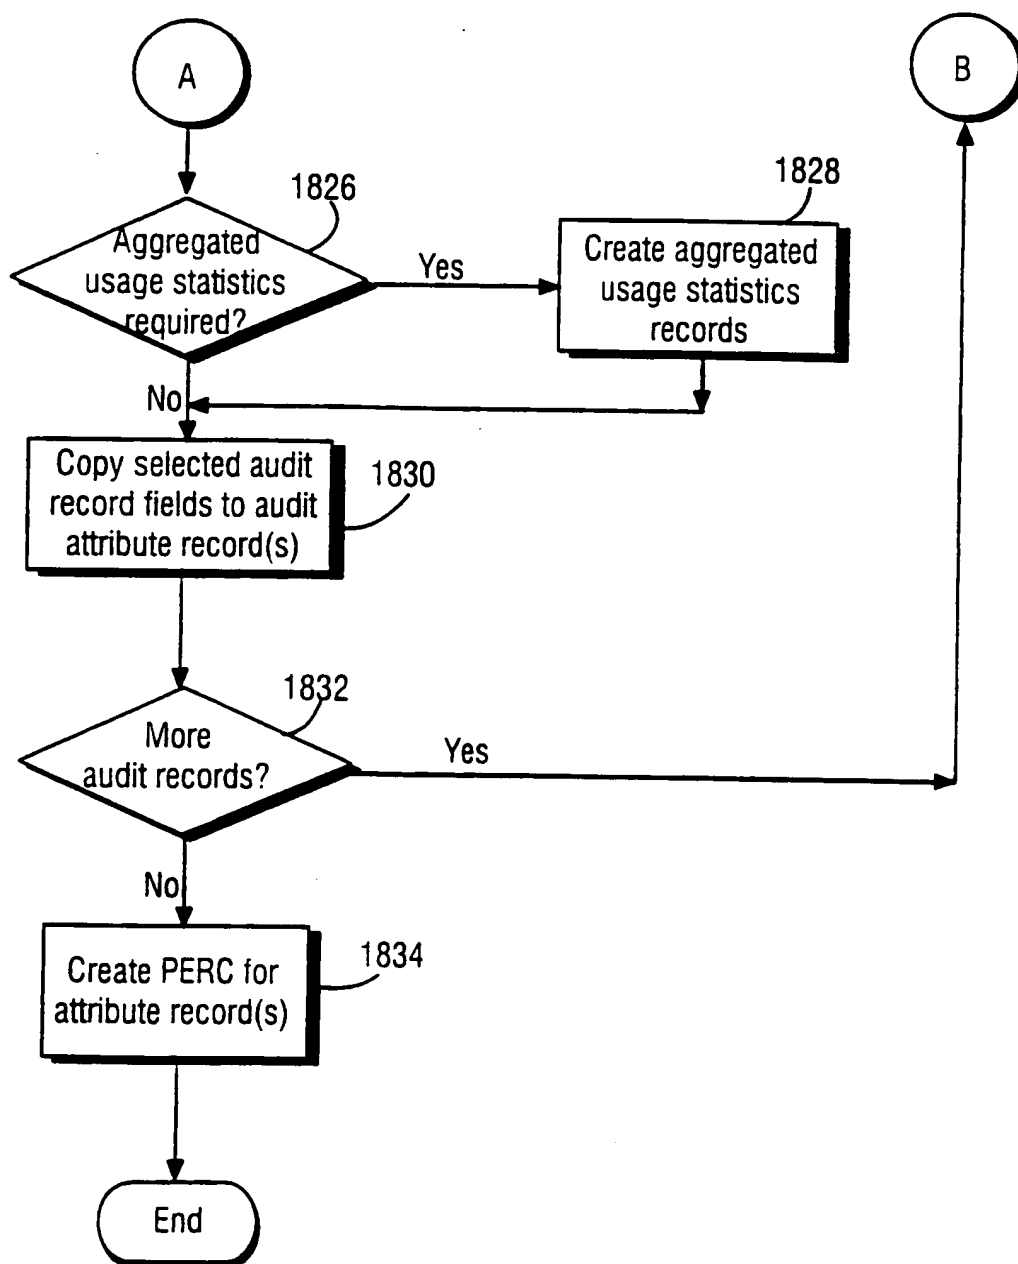 A
B
1826
1828
Aggregated
usage statistics
required?
Yes
Create aggregated
usage statistics
records
No
Copy selected audit
record fields to audit
attribute record(s)
1830
1832
More
audit records?
Yes
No
1834
Create PERC for
attribute record(s)
End